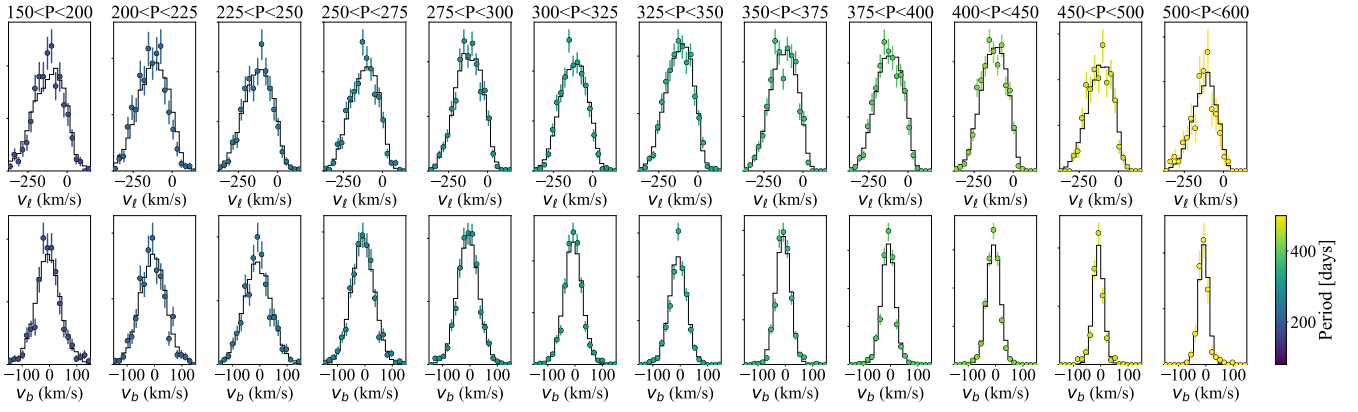 150<P<200 200<P<225 225<P<250 250<P<275 275<P<300 300<P<325 325<P<350 350<P<375 375<P<400 400<P<450 450<P<500 500<P<600
−250 0 −250 0 −250 0 −250 0 −250 0 −250 0 −250 0 −250 0 −250 0 −250 0 −250 0 −250 0
vℓ (km/s) vℓ (km/s) vℓ (km/s) vℓ (km/s) vℓ (km/s) vℓ (km/s) vℓ (km/s) vℓ (km/s) vℓ (km/s) vℓ (km/s) vℓ (km/s) vℓ (km/s)
400
200
Period [days]
−100 0 100 −100 0 100 −100 0 100 −100 0 100 −100 0 100 −100 0 100 −100 0 100 −100 0 100 −100 0 100 −100 0 100 −100 0 100 −100 0 100
vb (km/s) vb (km/s) vb (km/s) vb (km/s) vb (km/s) vb (km/s) vb (km/s) vb (km/s) vb (km/s) vb (km/s) vb (km/s) vb (km/s)